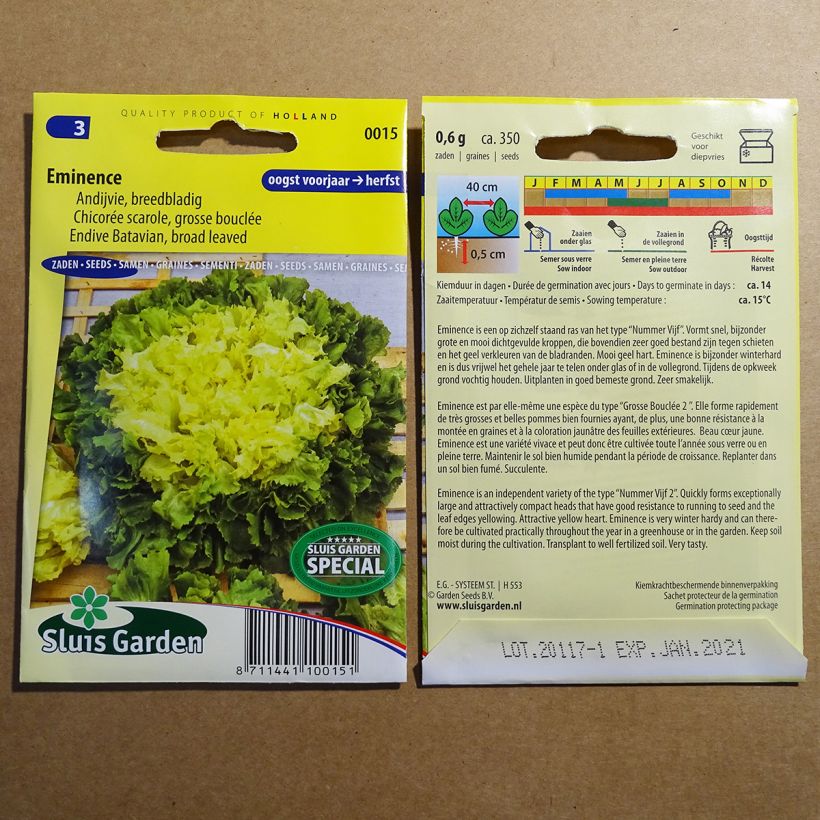 QUALITY PRODUCT OF HOLLAND
3
0015
Eminence
oogst voorjaar → herfst
Andijvie, breedbladig
Chicorée scarole, grosse bouclée
Endive Batavian, broad leaved
ZADEN • SEEDS • SAMEN • GRAINES • SEMENTI • ZADEN • SEEDS • SAMEN • GRAINES • SE
★★★★★
SLUIS GARDEN
SPECIAL
Sluis Garden
8 711441 100151
0,6 g ca. 350
zaden | graines | seeds
Geschikt
voor
diepvries
40 cm
0,5 cm
J F M A M J J A S O N D
Zaaien
onder glas
Semer sous verre
Sow indoor
Zaaien in
de vollegrond
Semer en pleine terre
Sow outdoor
Oogsttijd
Récolte
Harvest
Kiemduur in dagen • Durée de germination avec jours • Days to germinate in days : ca. 14
Zaaitemperatuur • Températur de semis • Sowing temperature : ca. 15°C
Eminence is een op zichzelf staand ras van het type "Nummer Vijf". Vormt snel, bijzonder
grote en mooi dichtgevulde kroppen, die bovendien zeer goed bestand zijn tegen schieten
en het geel verkleuren van de bladranden. Mooi geel hart. Eminence is bijzonder winterhard
en is dus vrijwel het gehele jaar te telen onder glas of in de vollegrond. Tijdens de opkweek
grond vochtig houden. Uitplanten in goed bemeste grond. Zeer smakelijk.
Eminence est par elle-même une espèce du type "Grosse Bouclée 2 ". Elle forme rapidement
de très grosses et belles pommes bien fournies ayant, de plus, une bonne résistance à la
montée en graines et à la coloration jaunâtre des feuilles extérieures. Beau cœur jaune.
Eminence est une variété vivace et peut donc être cultivée toute l'année sous verre ou en
pleine terre. Maintenir le sol bien humide pendant la période de croissance. Replanter dans
un sol bien fumé. Succulente.
Eminence is an independent variety of the type "Nummer Vijf 2". Quickly forms exceptionally
large and attractively compact heads that have good resistance to running to seed and the
leaf edges yellowing. Attractive yellow heart. Eminence is very winter hardy and can there-
fore be cultivated practically throughout the year in a greenhouse or in the garden. Keep soil
moist during the cultivation. Transplant to well fertilized soil. Very tasty.
E.G. - SYSTEEM ST. | H 553
© Garden Seeds B.V.
www.sluisgarden.nl
Kiemkrachtbeschermende binnenverpakking
Sachet protecteur de la germination
Germination protecting package
LOT.20117-1 EXP.JAN.2021